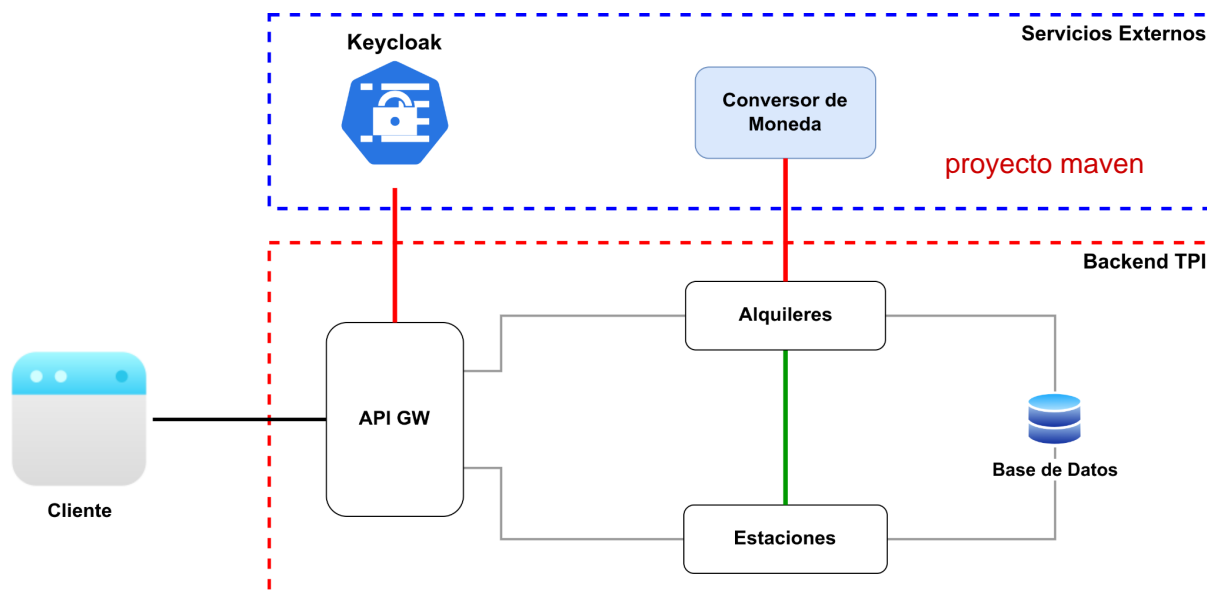 Servicios Externos
Keycloak
Conversor de
Moneda
proyecto maven
Backend TPI
Alquileres
API GW
Base de Datos
Cliente
Estaciones